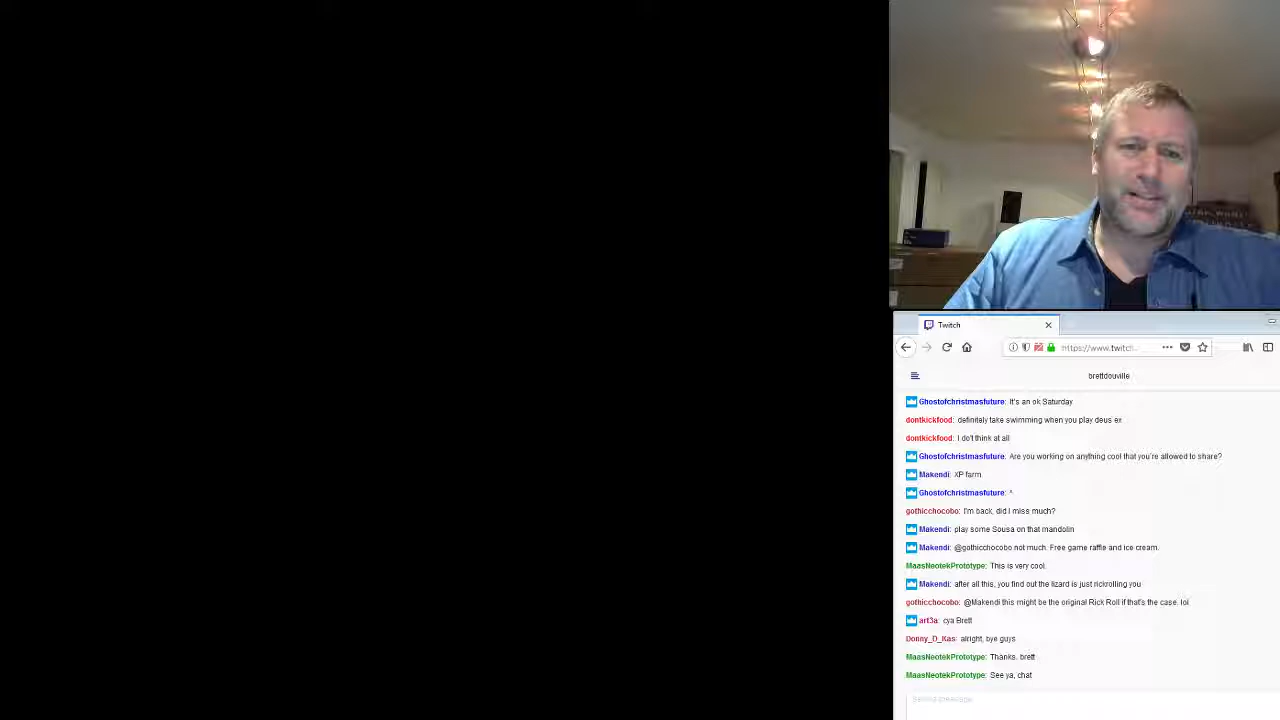 Twitch
https://www.twitc...
brettdouville
Ghostofchristmasfuture: It's an ok Saturday
dontkickfood: definitely take swimming when you play deus ex
dontkickfood: I do't think at all
Ghostofchristmasfuture: Are you working on anything cool that you're allowed to share?
Makendi: XP farm.
Ghostofchristmasfuture: ^
gothicchocobo: I'm back, did I miss much?
Makendi: play some Sousa on that mandolin
Makendi: @gothicchocobo not much. Free game raffle and ice cream.
MaasNeotekPrototype: This is very cool.
Makendi: after all this, you find out the lizard is just rickrolling you
gothicchocobo: @Makendi this might be the original Rick Roll if that's the case. lol
art3a: cya Brett
Donny_D_Kas: alright, bye guys
MaasNeotekPrototype: Thanks, brett
MaasNeotekPrototype: See ya, chat
Send a message